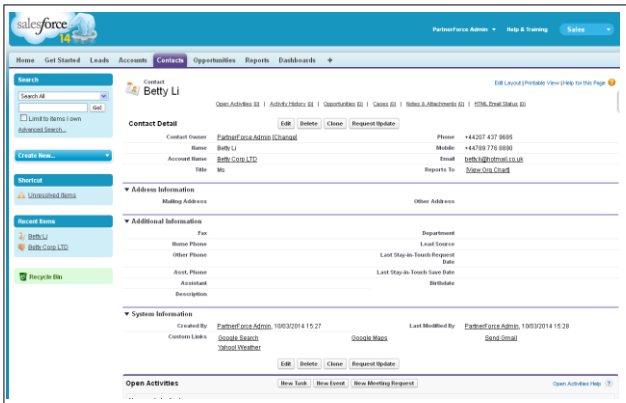 salesforce
14
PartnerForce Admin Help & Training Sales
Home Get Started Leads Accounts Contacts Opportunities Reports Dashboards +
Search
Search All
Go!
Limit to items I own
Advanced Search...
Create New...
Shortcut
Unresolved Items
Recent Items
Betty Li
Betty Corp LTD
Recycle Bin
Contact
Betty Li
Edit Layout | Printable View | Help for this Page
Open Activities [0] | Activity History [0] | Opportunities [0] | Cases [0] | Notes & Attachments [0] | HTML Email Status [0]
Contact Detail Edit Delete Clone Request Update
Contact Owner PartnerForce Admin [Change] Phone +44207 437 9685
Name Betty Li Mobile +44789 776 8890
Account Name Betty Corp LTD Email betty.li@hotmail.co.uk
Title Ms Reports To [View Org Chart]
Address Information
Mailing Address Other Address
Additional Information
Fax Department
Home Phone Lead Source
Other Phone Last Stay-in-Touch Request Date
Asst. Phone Last Stay-in-Touch Save Date
Assistant Birthdate
Description
System Information
Created By PartnerForce Admin, 10/03/2014 15:27 Last Modified By PartnerForce Admin, 10/03/2014 15:28
Custom Links Google Search Google Maps Send Gmail
Yahoo! Weather
Edit Delete Clone Request Update
Open Activities New Task New Event New Meeting Request Open Activities Help